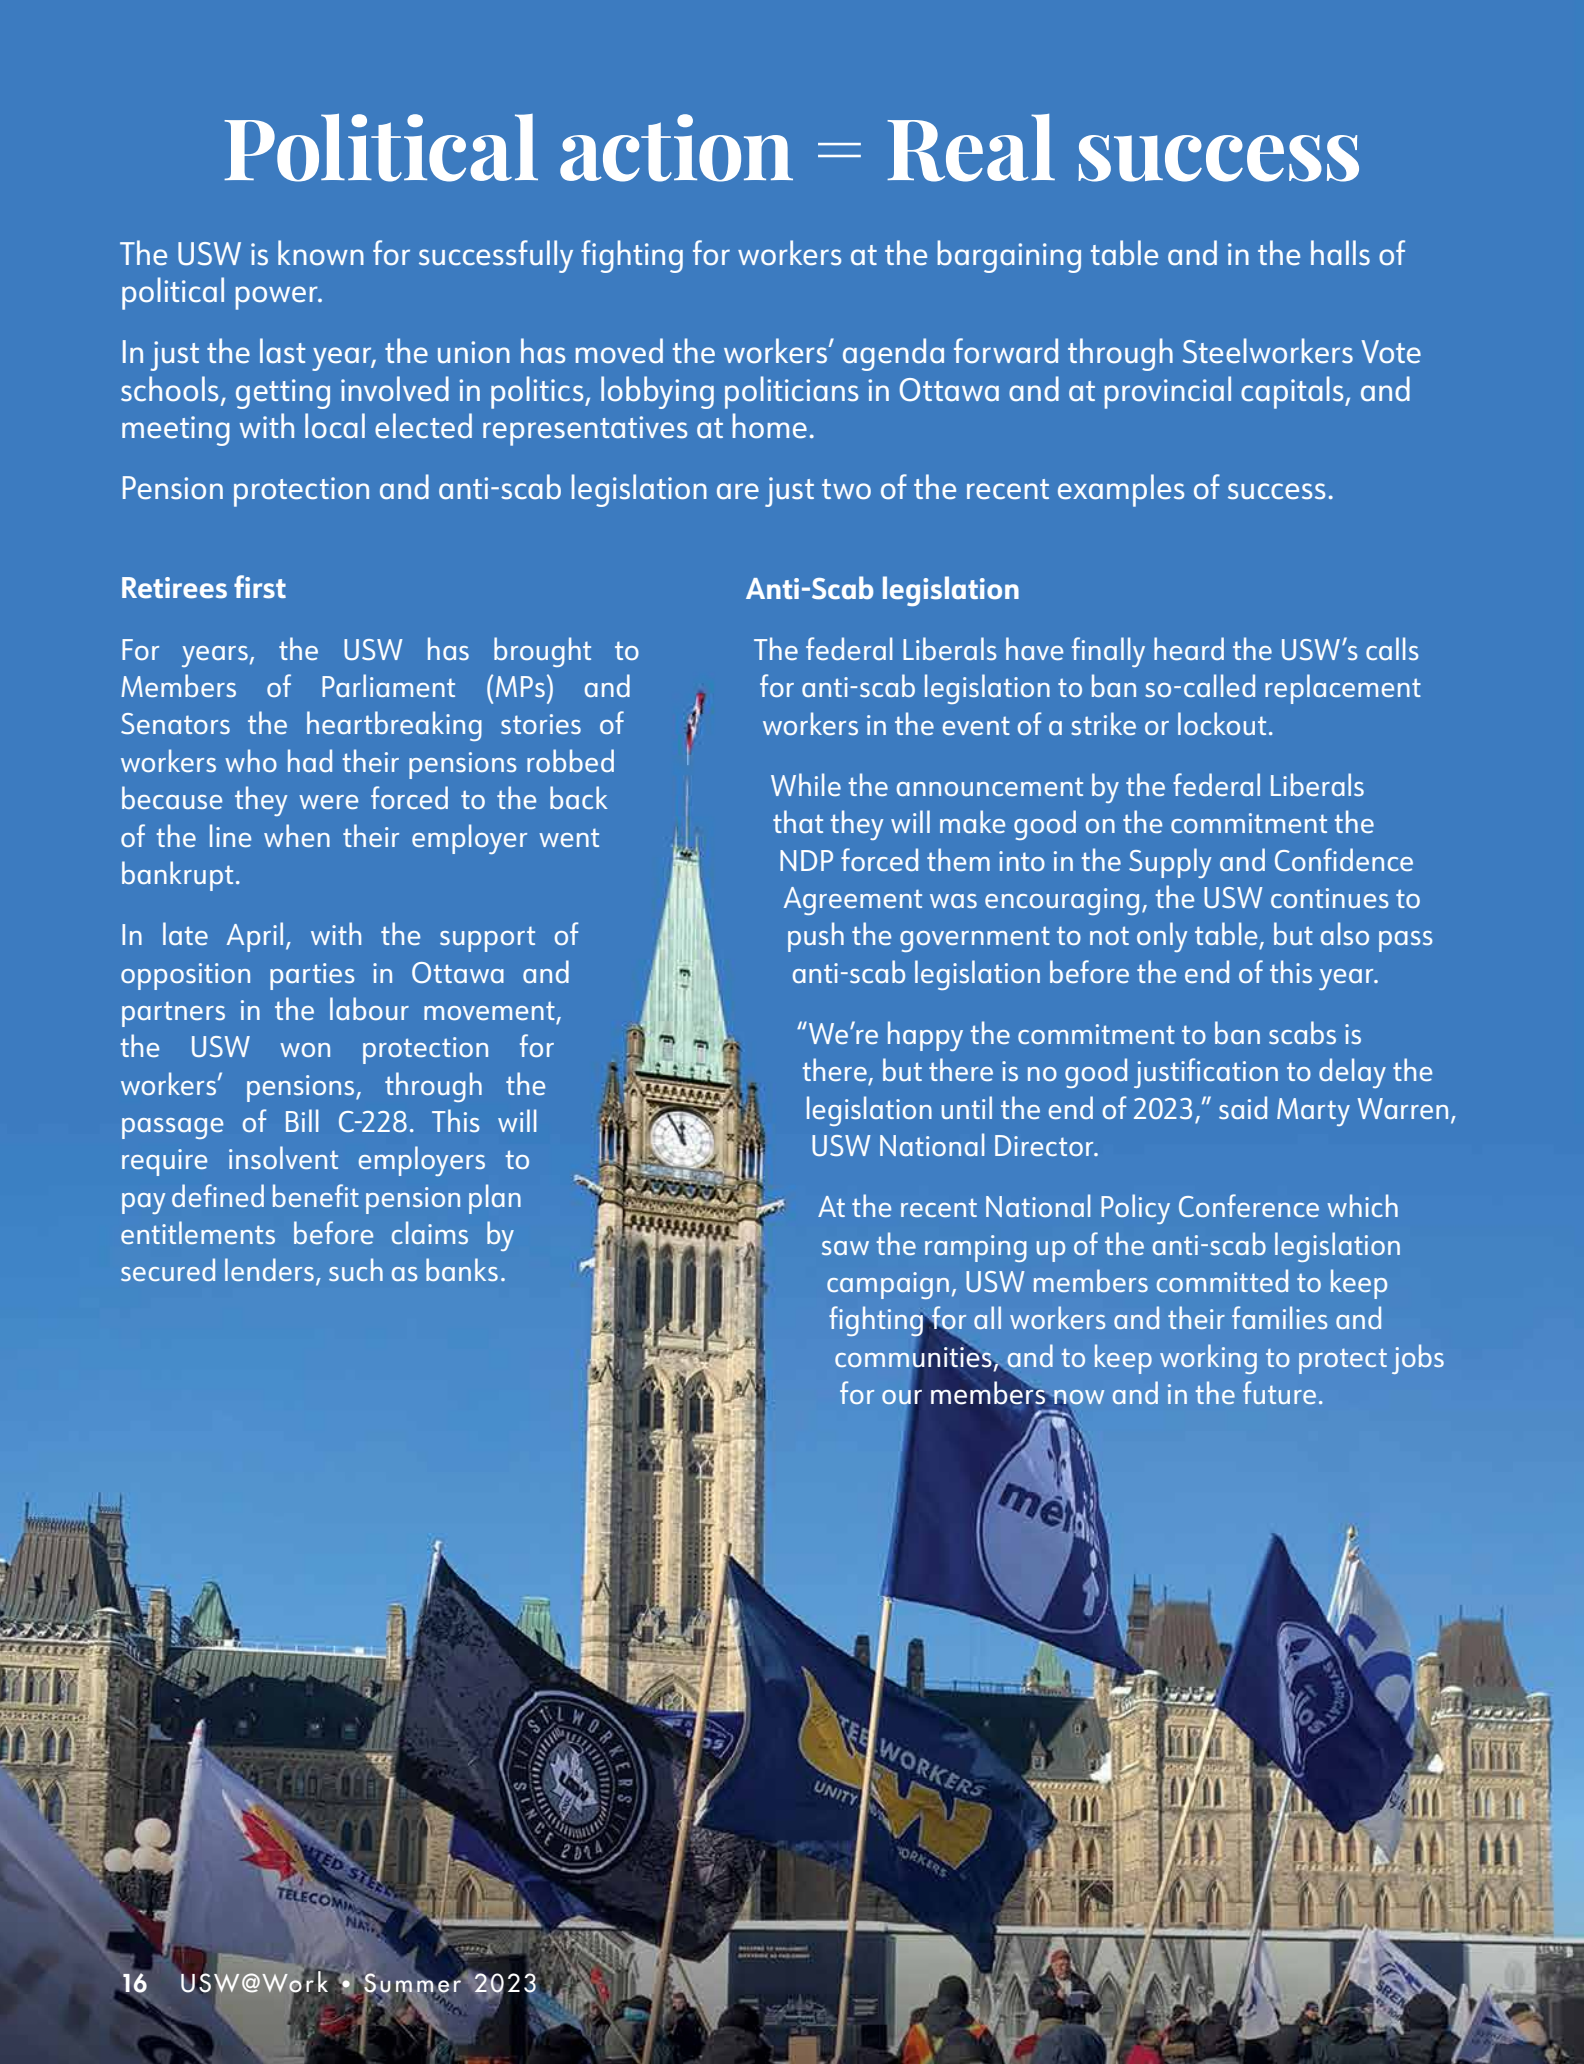 Political action = Real success
The USW is known for successfully fighting for workers at the bargaining table and in the halls of
political power.
In just the last year, the union has moved the workers’ agenda forward through Steelworkers Vote
schools, getting involved in politics, lobbying politicians in Ottawa and at provincial capitals, and
meeting with local elected representatives at home.
Pension protection and anti-scab legislation are just two of the recent examples of success.
Retirees first
For years, the USW has brought to
Members of Parliament (MPs) and
Senators the heartbreaking stories of
workers who had their pensions robbed
because they were forced to the back
of the line when their employer went
bankrupt.
In late April, with the support of
opposition parties in Ottawa and
partners in the labour movement,
the USW won protection for
workers’ pensions, through the
passage of Bill C-228. This will
require insolvent employers to
pay defined benefit pension plan
entitlements before claims by
secured lenders, such as banks.
Anti-Scab legislation
The federal Liberals have finally heard the USW’s calls
for anti-scab legislation to ban so-called replacement
workers in the event of a strike or lockout.
While the announcement by the federal Liberals
that they will make good on the commitment the
NDP forced them into in the Supply and Confidence
Agreement was encouraging, the USW continues to
push the government to not only table, but also pass
anti-scab legislation before the end of this year.
“We’re happy the commitment to ban scabs is
there, but there is no good justification to delay the
legislation until the end of 2023,” said Marty Warren,
USW National Director.
At the recent National Policy Conference which
saw the ramping up of the anti-scab legislation
campaign, USW members committed to keep
fighting for all workers and their families and
communities, and to keep working to protect jobs
for our members now and in the future.
STEELWORKERS
UNITY
SINCE
SYNDICAT
16 USW@Work • Summer 2023